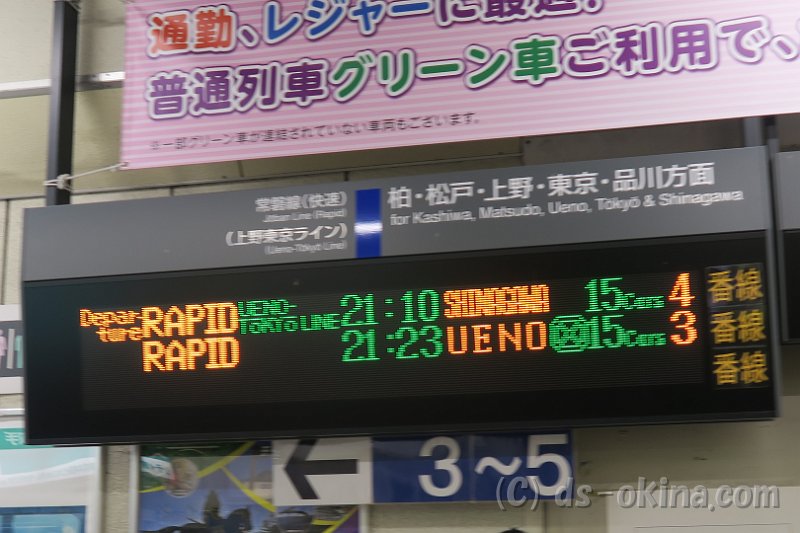 通勤、レジャーに最適!
普通列車グリーン車ご利用で、
※一部グリーン車が連結されていない車両もございます。
常磐線(快速)
Jōban Line (Rapid)
(上野東京ライン)
(Ueno-Tōkyō Line)
柏・松戸・上野・東京・品川方面
for Kashiwa, Matsudo, Ueno, Tōkyō & Shinagawa
Depar-ture RAPID UENO-TOKYO LINE 21:10 SHINAGAWA 15Cars 4 番線
RAPID 21:23 UENO 15Cars 3 番線
番線
← 3~5
(C) ds-okina.com